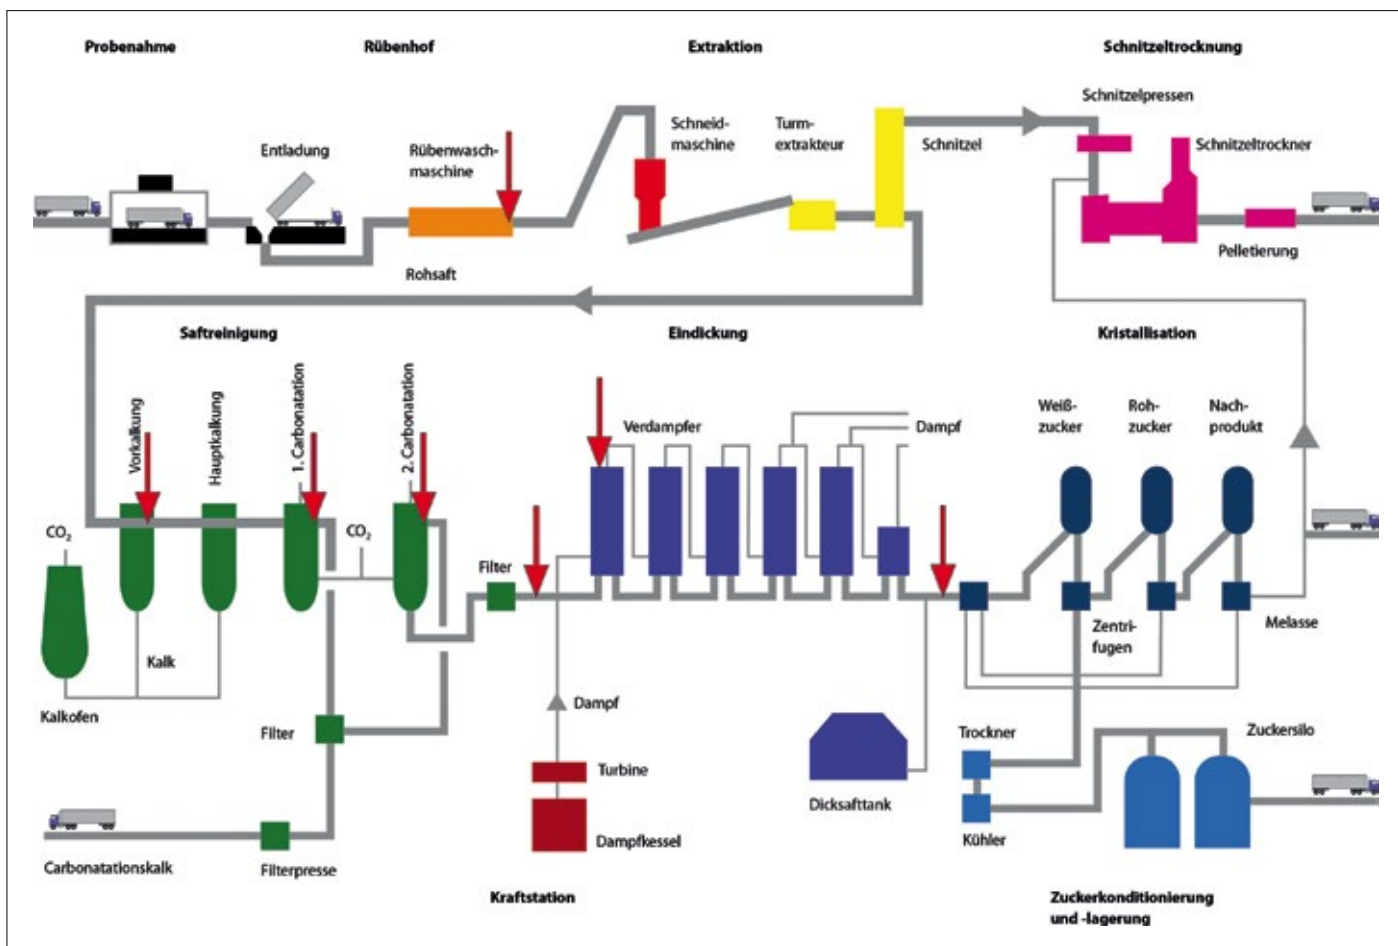 Probenahme
Rübenhof
Extraktion
Schnitzeltrocknung
Schnitzelpressen
Entladung
Rübenwasch-
maschine
Schneid-
maschine
Turm-
extrakteur
Schnitzel
Schnitzeltrockner
Pelletierung
Rohsaft
Saftreinigung
Eindickung
Kristallisation
Vorkalkung
Hauptkalkung
1. Carbonatation
2. Carbonatation
Verdampfer
Dampf
Weiß-
zucker
Roh-
zucker
Nach-
produkt
CO₂
CO₂
Filter
Kalk
Kalkofen
Zentri-
fugen
Melasse
Filter
Dampf
Turbine
Dampfkessel
Dicksafttank
Trockner
Kühler
Zuckersilo
Carbonatationskalk
Filterpresse
Kraftstation
Zuckerkonditionierung
und -lagerung